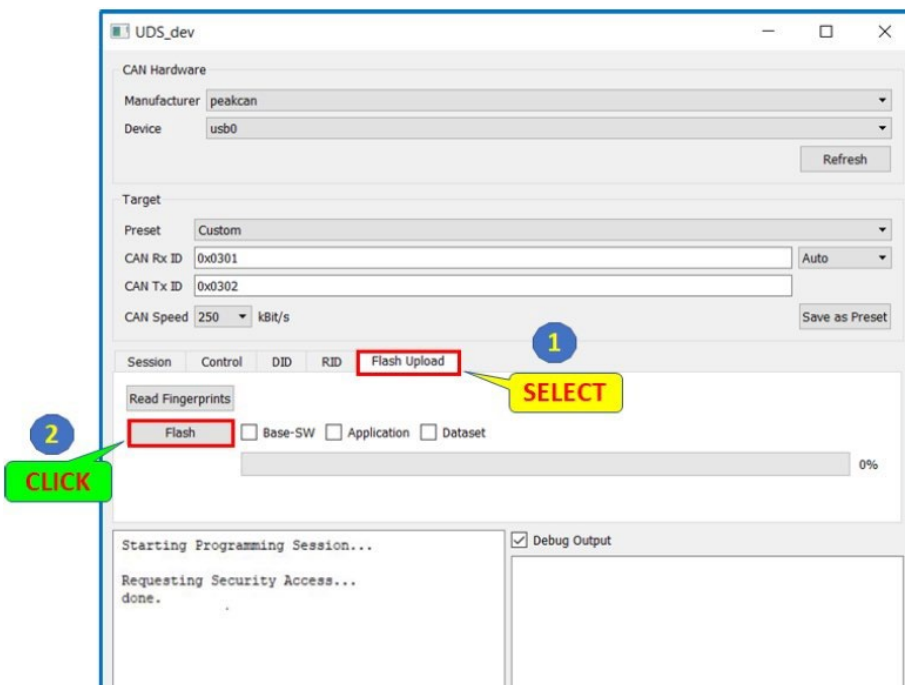 UDS_dev
CAN Hardware
Manufacturer peakcan
Device usb0
Refresh
Target
Preset Custom
CAN Rx ID 0x0301 Auto
CAN Tx ID 0x0302
CAN Speed 250 kBit/s Save as Preset
1
Session Control DID RID Flash Upload
SELECT
Read Fingerprints
2
Flash Base-SW Application Dataset
CLICK
0%
Starting Programming Session...
Debug Output
Requesting Security Access...
done.